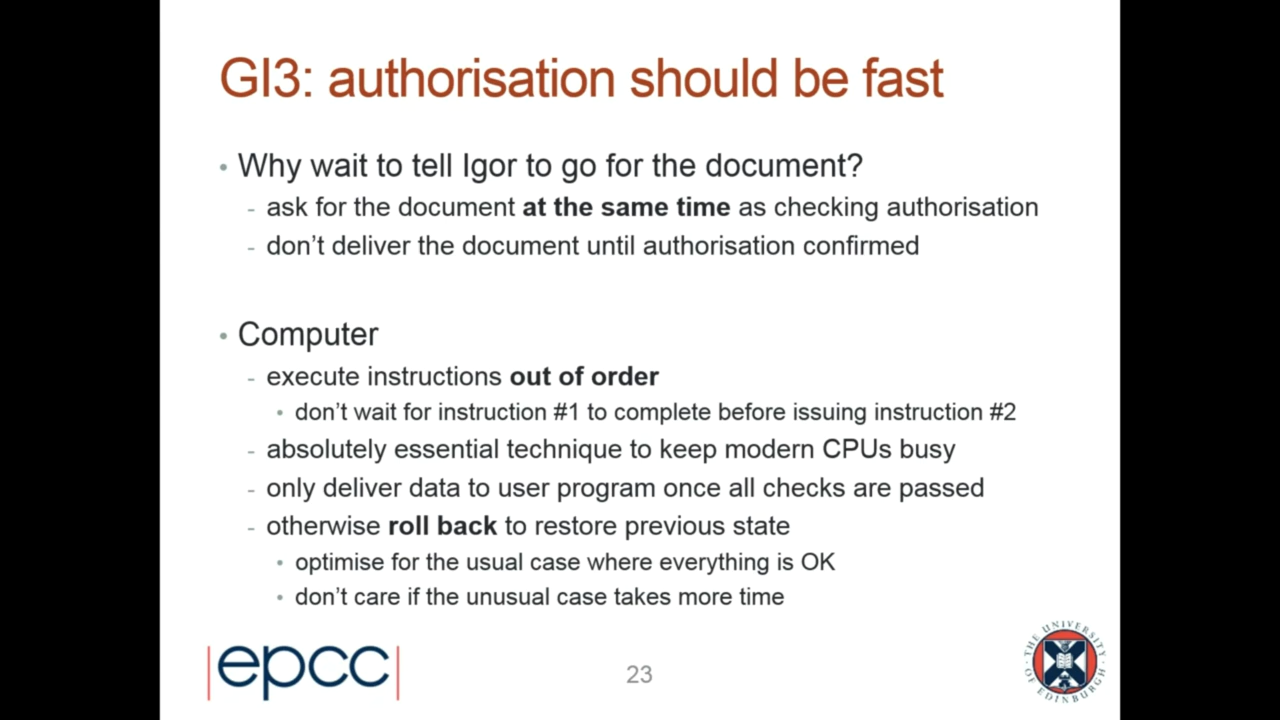 GI3: authorisation should be fast
• Why wait to tell Igor to go for the document?
- ask for the document at the same time as checking authorisation
- don’t deliver the document until authorisation confirmed
• Computer
- execute instructions out of order
• don’t wait for instruction #1 to complete before issuing instruction #2
- absolutely essential technique to keep modern CPUs busy
- only deliver data to user program once all checks are passed
- otherwise roll back to restore previous state
• optimise for the usual case where everything is OK
• don’t care if the unusual case takes more time
epcc
23
THE UNIVERSITY OF EDINBURGH